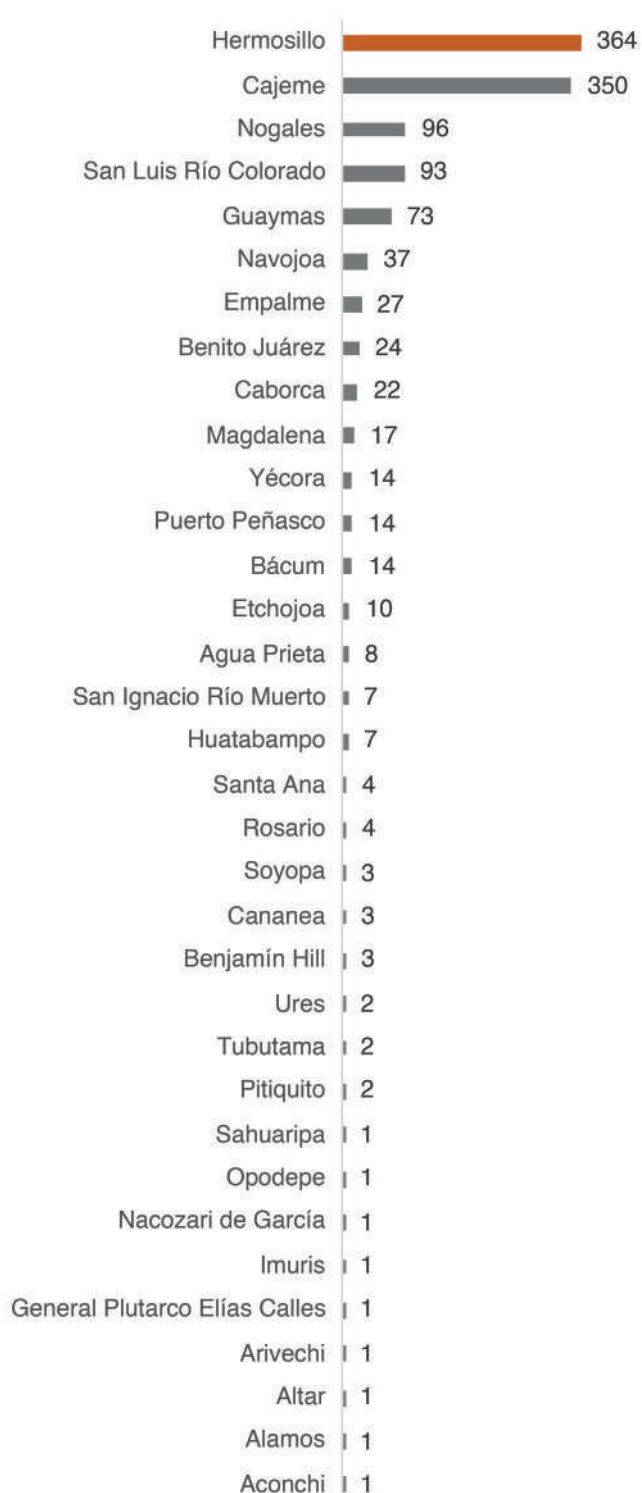 Hermosillo 364
Cajeme 350
Nogales 96
San Luis Río Colorado 93
Guaymas 73
Navojoa 37
Empalme 27
Benito Juárez 24
Caborca 22
Magdalena 17
Yécora 14
Puerto Peñasco 14
Bácum 14
Etchojoa 10
Agua Prieta 8
San Ignacio Río Muerto 7
Huatabampo 7
Santa Ana 4
Rosario 4
Soyopa 3
Cananea 3
Benjamín Hill 3
Ures 2
Tubutama 2
Pitiquito 2
Sahuaripa 1
Opodepe 1
Nacozari de García 1
Imuris 1
General Plutarco Elías Calles 1
Arivechi 1
Altar 1
Alamos 1
Aconchi 1